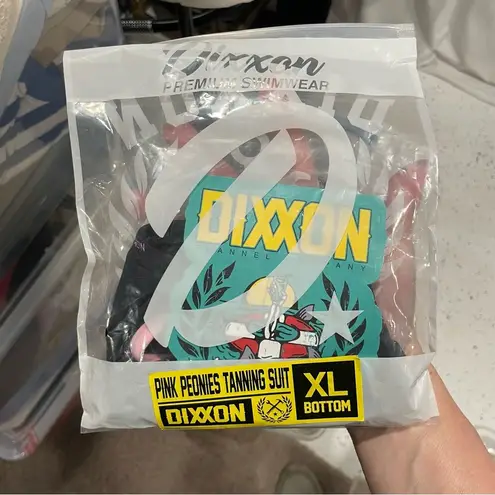 Dixxon
PREMIUM SWIMWEAR
DIXXON
PINK PEONIES TANNING SUIT
DIXXON
XL
BOTTOM